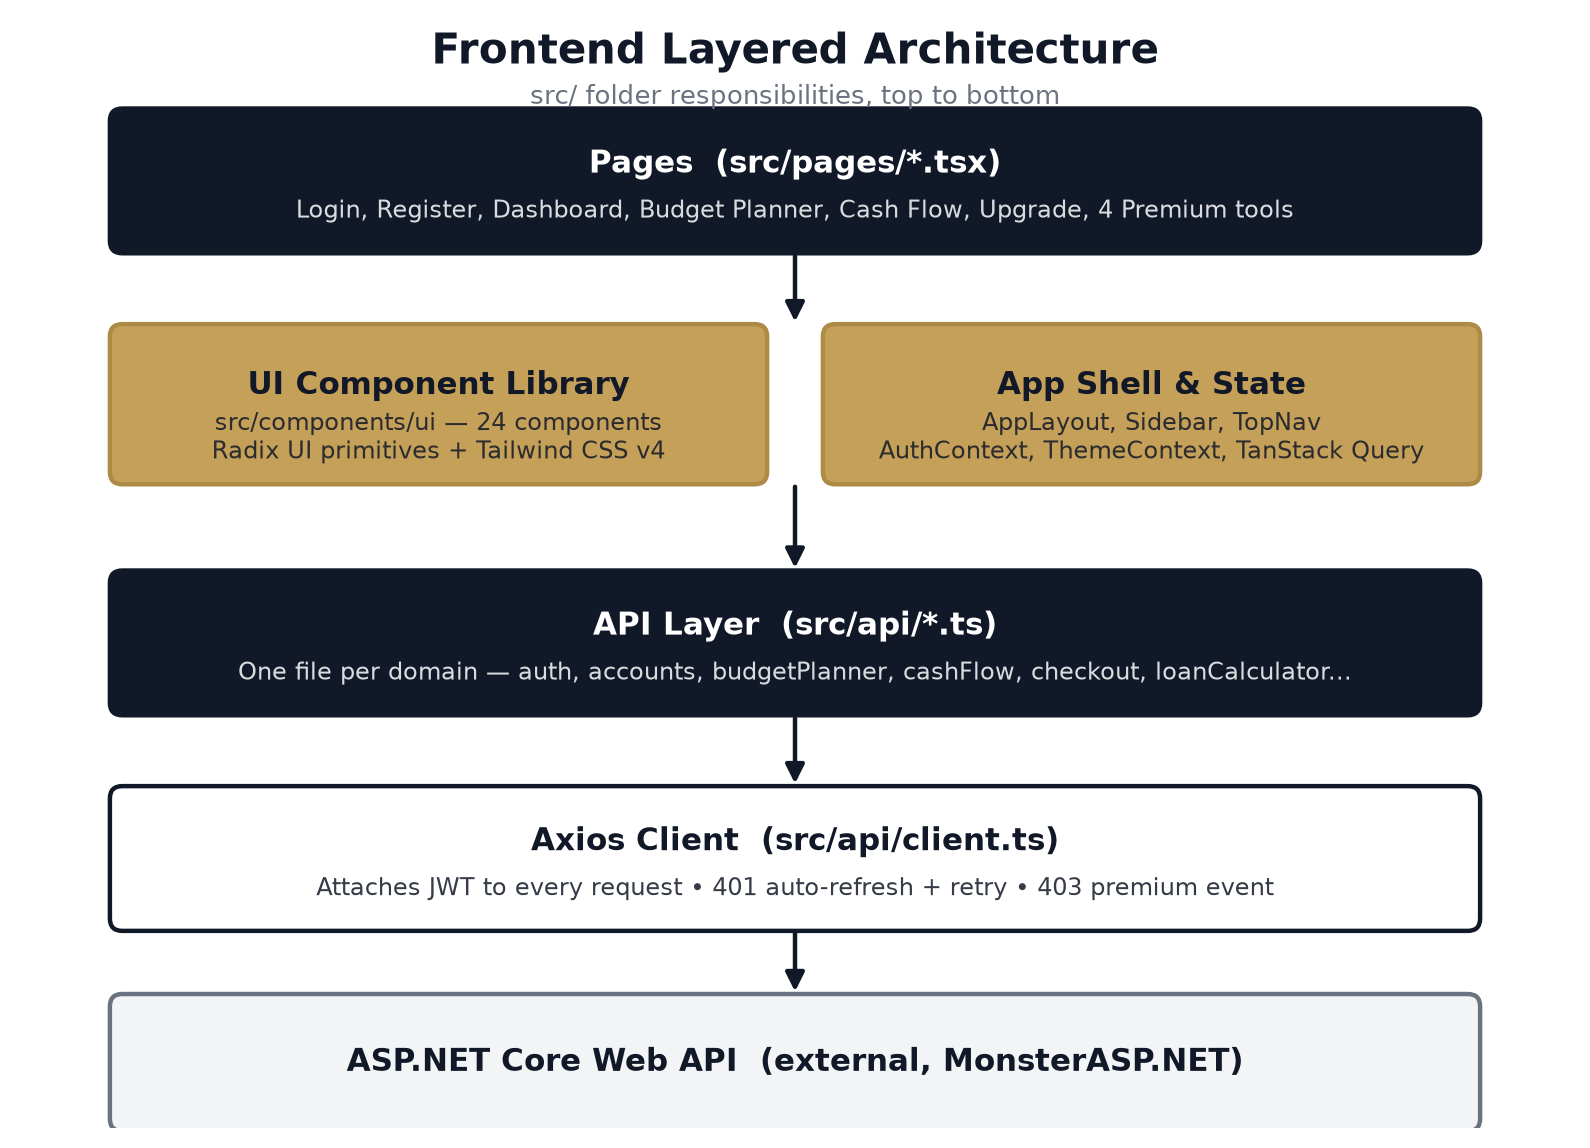 Frontend Layered Architecture
src/ folder responsibilities, top to bottom
Pages (src/pages/*.tsx)
Login, Register, Dashboard, Budget Planner, Cash Flow, Upgrade, 4 Premium tools
UI Component Library
src/components/ui — 24 components
Radix UI primitives + Tailwind CSS v4
App Shell & State
AppLayout, Sidebar, TopNav
AuthContext, ThemeContext, TanStack Query
API Layer (src/api/*.ts)
One file per domain — auth, accounts, budgetPlanner, cashFlow, checkout, loanCalculator...
Axios Client (src/api/client.ts)
Attaches JWT to every request • 401 auto-refresh + retry • 403 premium event
ASP.NET Core Web API (external, MonsterASP.NET)